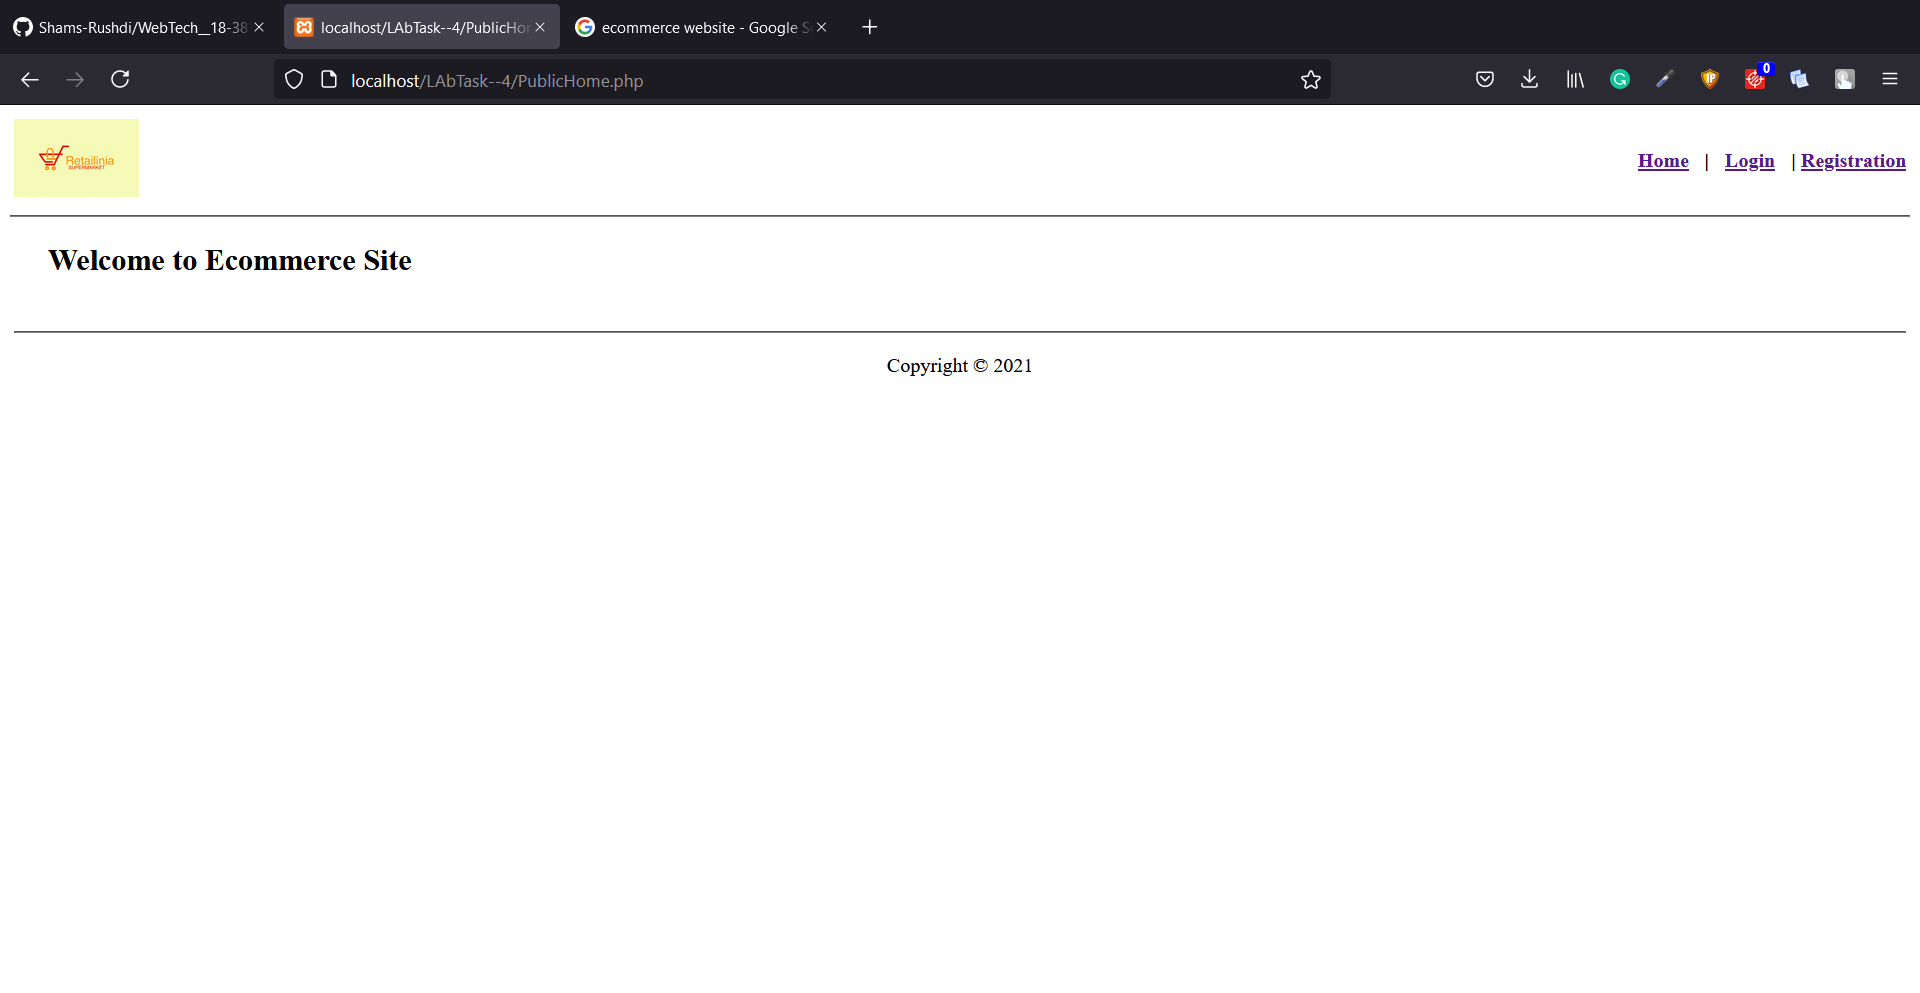 Shams-Rushdi/WebTech__18-38
localhost/LAbTask--4/PublicHo
ecommerce website - Google S
localhost/LAbTask--4/PublicHome.php
0
Retailinia
SUPERMARKET
Home | Login | Registration
Welcome to Ecommerce Site
Copyright © 2021